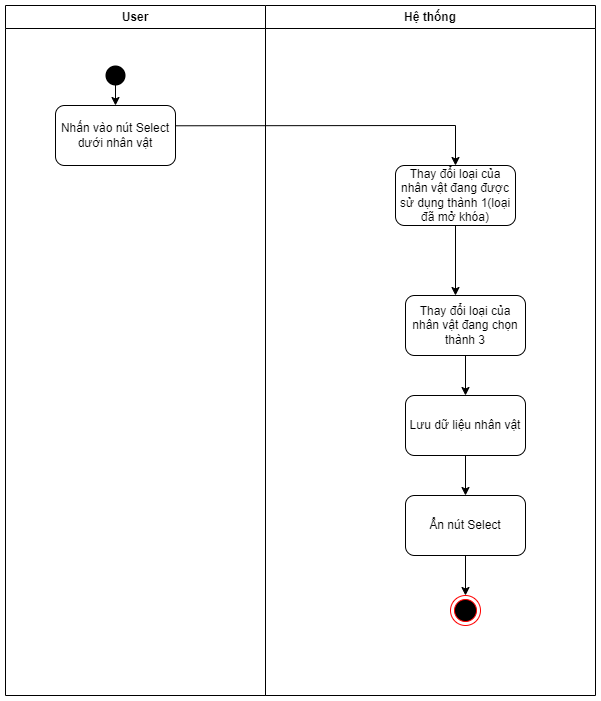 User
Hệ thống
Nhấn vào nút Select
dưới nhân vật
Thay đổi loại của
nhân vật đang được
sử dụng thành 1(loại
đã mở khóa)
Thay đổi loại của
nhân vật đang chọn
thành 3
Lưu dữ liệu nhân vật
Ẩn nút Select